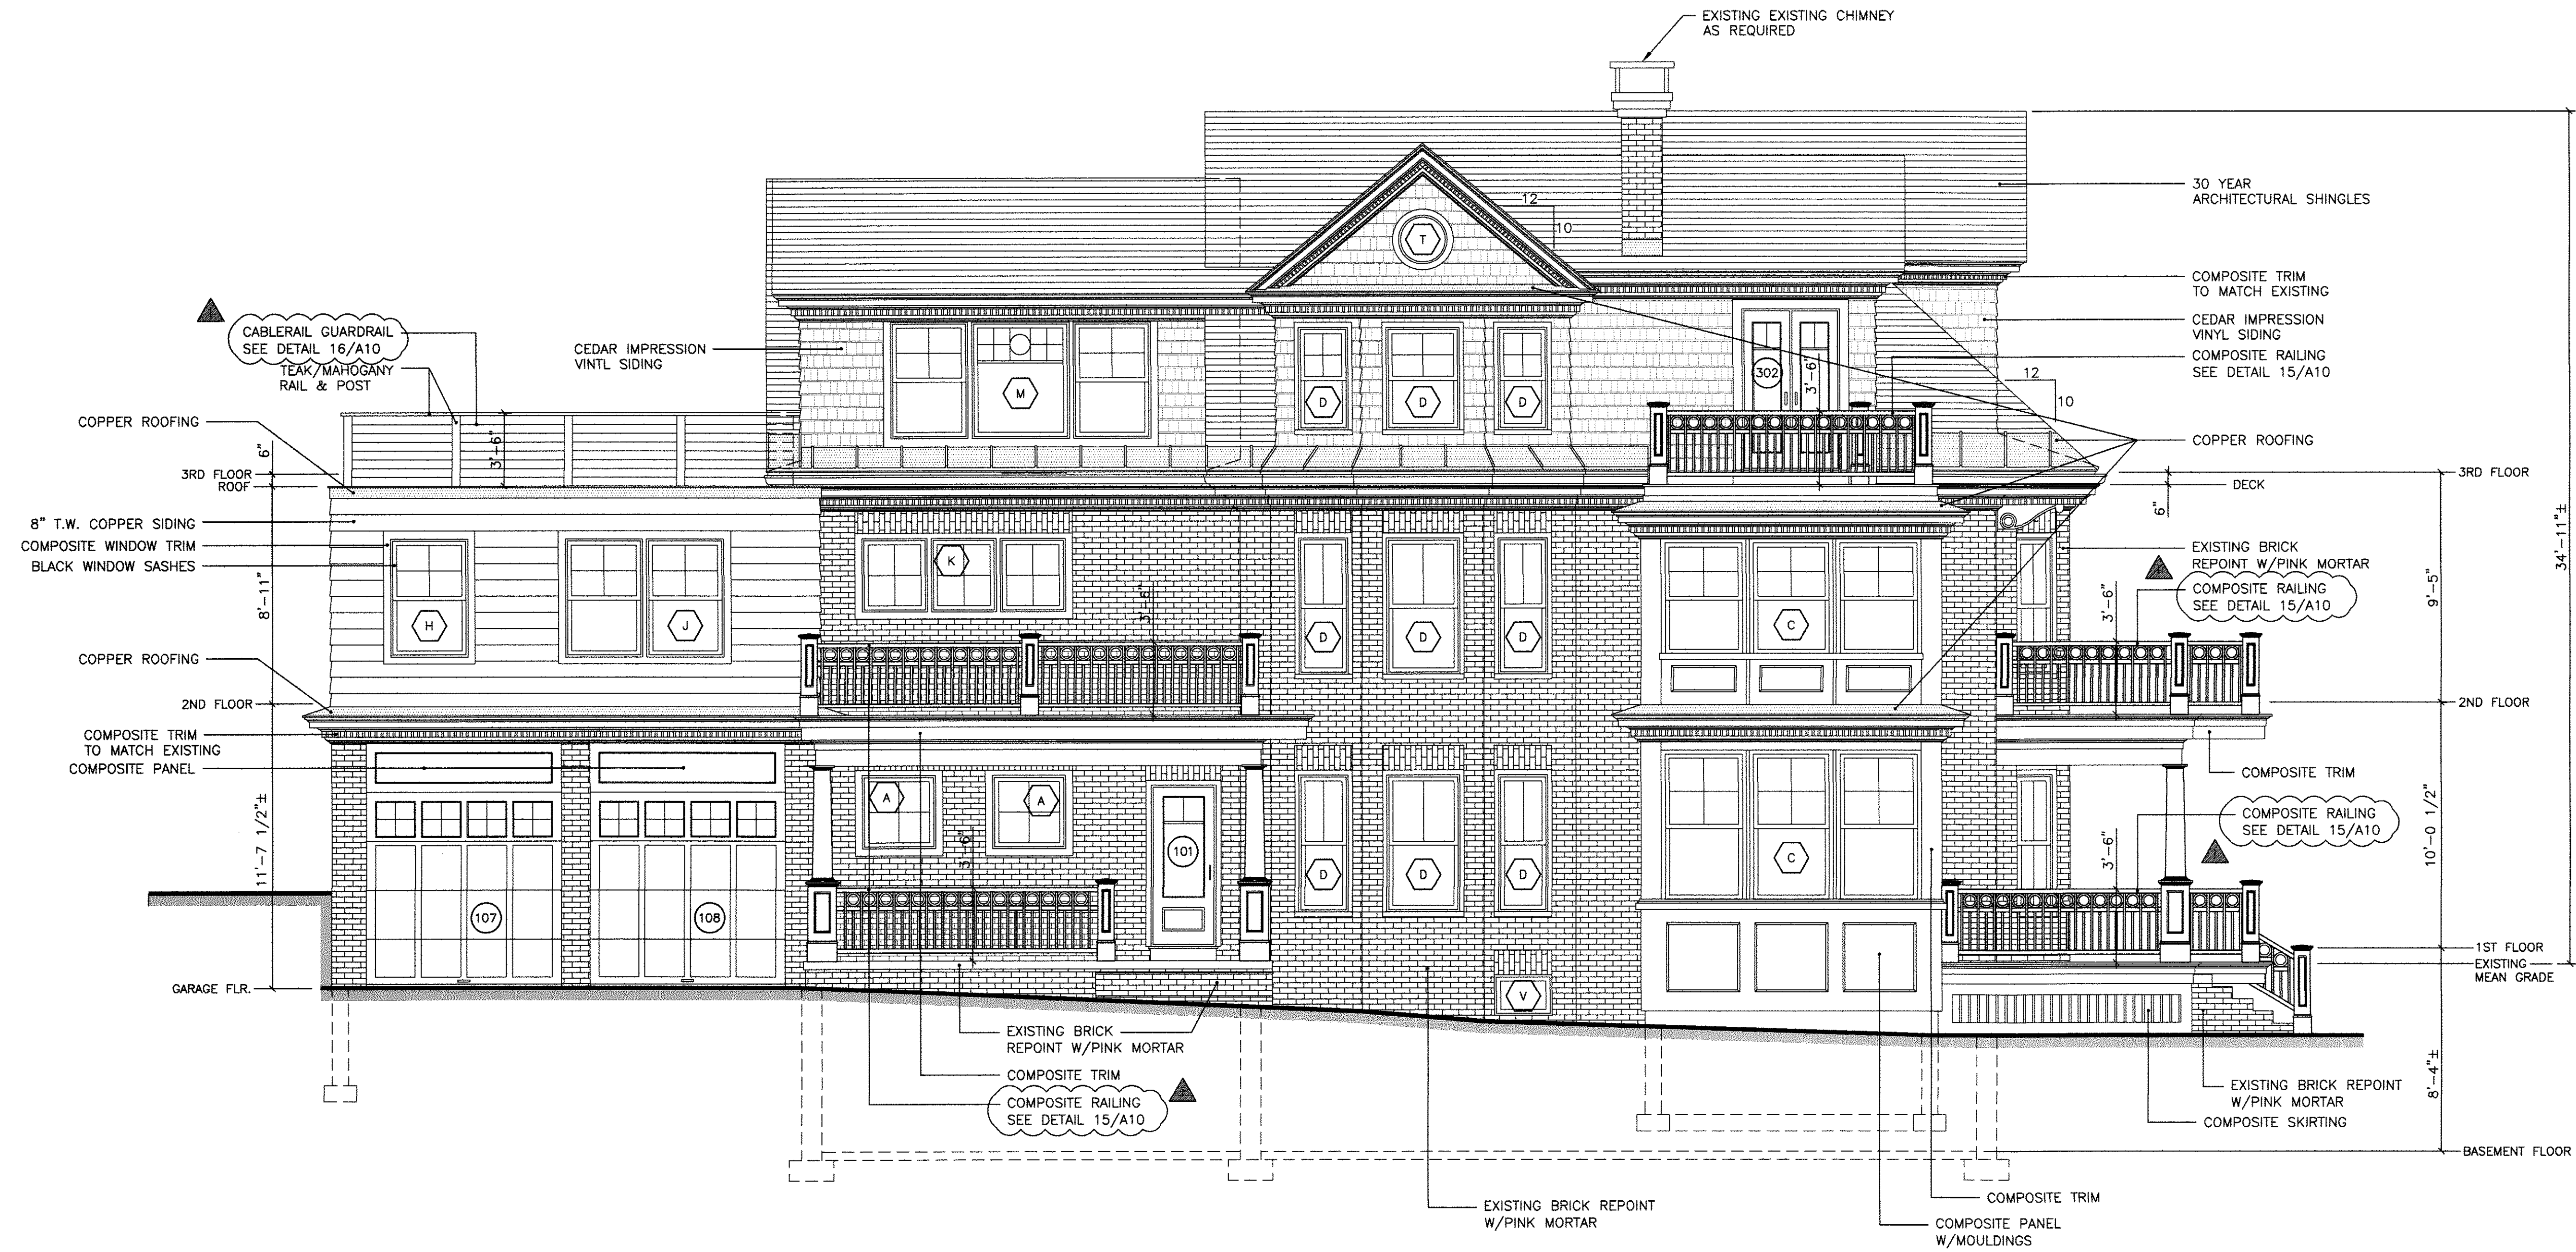 EXISTING EXISTING CHIMNEY
AS REQUIRED
30 YEAR
ARCHITECTURAL SHINGLES
12
10
T
COMPOSITE TRIM
TO MATCH EXISTING
CEDAR IMPRESSION
VINYL SIDING
COMPOSITE RAILING
SEE DETAIL 15/A10
12
10
COPPER ROOFING
3RD FLOOR
DECK
6"
34'-11"±
CABLERAIL GUARDRAIL
SEE DETAIL 16/A10
TEAK/MAHOGANY
RAIL & POST
CEDAR IMPRESSION
VINTL SIDING
M
D
D
D
302
3'-6"
COPPER ROOFING
6"
3'-6"
3RD FLOOR
ROOF
8" T.W. COPPER SIDING
COMPOSITE WINDOW TRIM
BLACK WINDOW SASHES
8'-11"
H
J
K
3'-6"
D
D
D
C
EXISTING BRICK
REPOINT W/PINK MORTAR
COMPOSITE RAILING
SEE DETAIL 15/A10
3'-6"
9'-5"
COPPER ROOFING
2ND FLOOR
2ND FLOOR
COMPOSITE TRIM
TO MATCH EXISTING
COMPOSITE PANEL
COMPOSITE TRIM
11'-7 1/2"±
A
A
101
3'-6"
107
108
D
D
D
C
COMPOSITE RAILING
SEE DETAIL 15/A10
3'-6"
10'-0 1/2"
1ST FLOOR
EXISTING
MEAN GRADE
GARAGE FLR.
V
EXISTING BRICK
REPOINT W/PINK MORTAR
COMPOSITE TRIM
COMPOSITE RAILING
SEE DETAIL 15/A10
EXISTING BRICK REPOINT
W/PINK MORTAR
COMPOSITE SKIRTING
8'-4"±
BASEMENT FLOOR
EXISTING BRICK REPOINT
W/PINK MORTAR
COMPOSITE TRIM
COMPOSITE PANEL
W/MOULDINGS